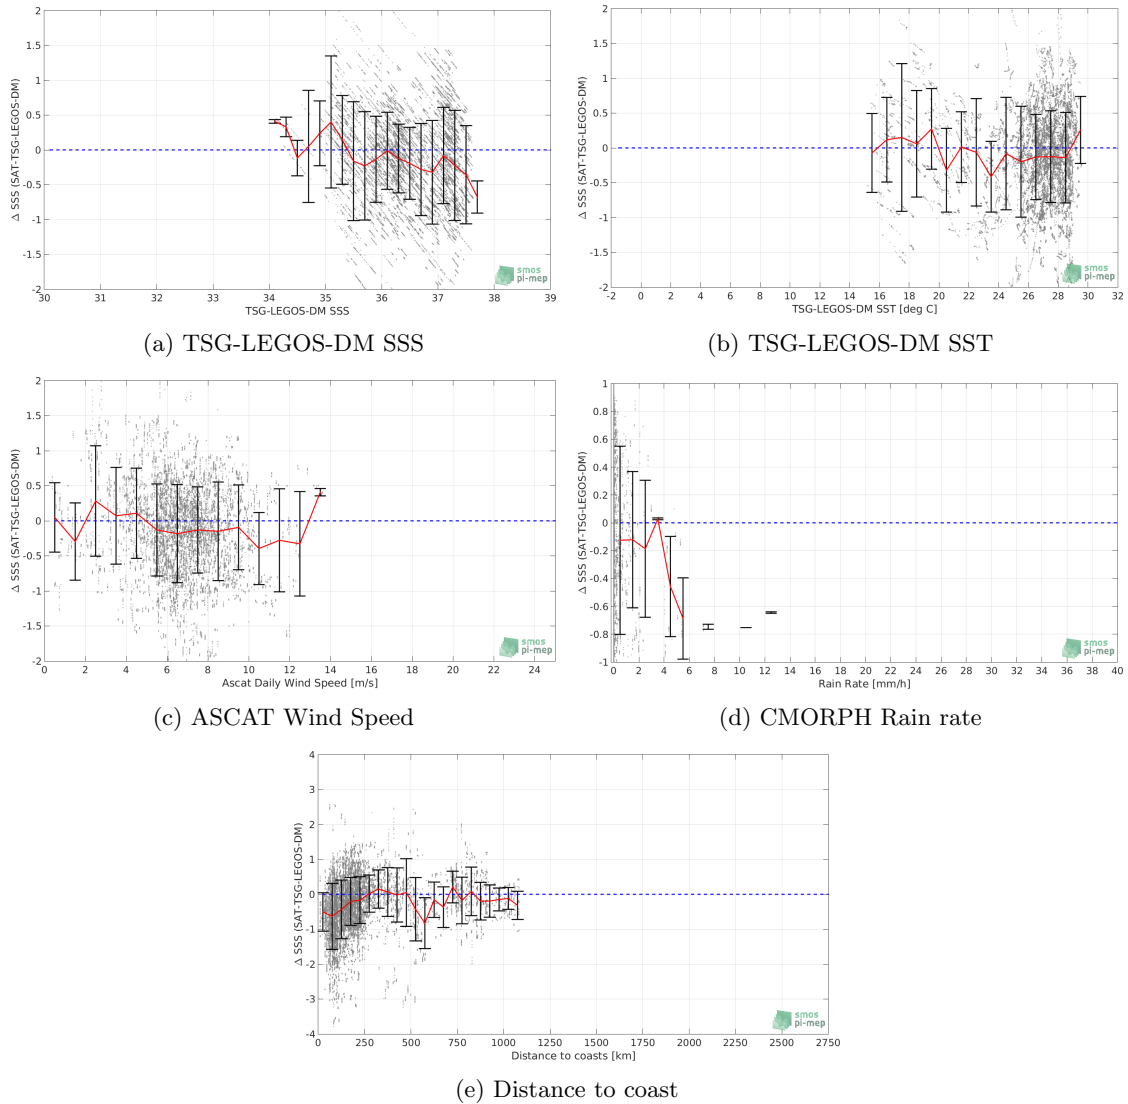 Δ SSS (SAT-TSG-LEGOS-DM)
2
1.5
1
0.5
0
-0.5
-1
-1.5
-2
30 31 32 33 34 35 36 37 38 39
TSG-LEGOS-DM SSS
smos
pi-mep
(a) TSG-LEGOS-DM SSS
Δ SSS (SAT-TSG-LEGOS-DM)
2
1.5
1
0.5
0
-0.5
-1
-1.5
-2
-2 0 2 4 6 8 10 12 14 16 18 20 22 24 26 28 30 32
TSG-LEGOS-DM SST [deg C]
smos
pi-mep
(b) TSG-LEGOS-DM SST
Δ SSS (SAT-TSG-LEGOS-DM)
2
1.5
1
0.5
0
-0.5
-1
-1.5
-2
0 2 4 6 8 10 12 14 16 18 20 22 24
Ascat Daily Wind Speed [m/s]
smos
pi-mep
(c) ASCAT Wind Speed
Δ SSS (SAT-TSG-LEGOS-DM)
1
0.8
0.6
0.4
0.2
0
-0.2
-0.4
-0.6
-0.8
-1
0 2 4 6 8 10 12 14 16 18 20 22 24 26 28 30 32 34 36 38 40
Rain Rate [mm/h]
smos
pi-mep
(d) CMORPH Rain rate
Δ SSS (SAT-TSG-LEGOS-DM)
4
3
2
1
0
-1
-2
-3
-4
0 250 500 750 1000 1250 1500 1750 2000 2250 2500 2750
Distance to coasts [km]
smos
pi-mep
(e) Distance to coast